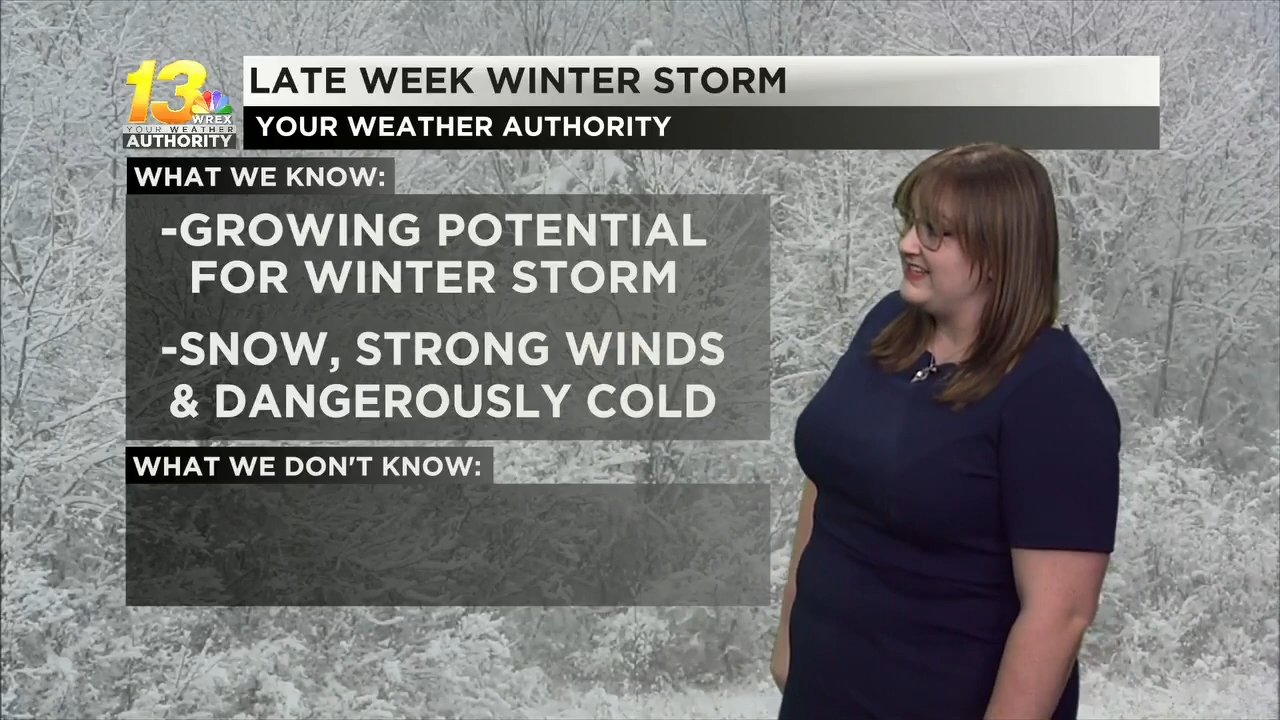 13
WREX
YOUR WEATHER
AUTHORITY
LATE WEEK WINTER STORM
YOUR WEATHER AUTHORITY
WHAT WE KNOW:
-GROWING POTENTIAL
FOR WINTER STORM
-SNOW, STRONG WINDS
& DANGEROUSLY COLD
WHAT WE DON'T KNOW: